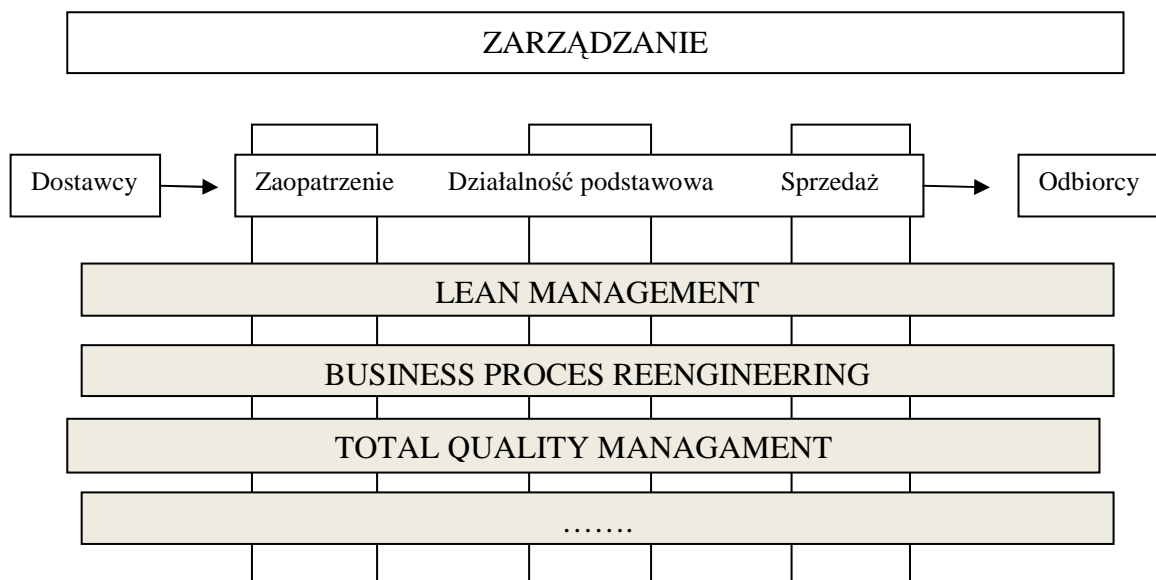 ZARZĄDZANIE
Dostawcy
Zaopatrzenie Działalność podstawowa Sprzedaż
Odbiorcy
LEAN MANAGEMENT
BUSINESS PROCES REENGINEERING
TOTAL QUALITY MANAGAMENT
…….